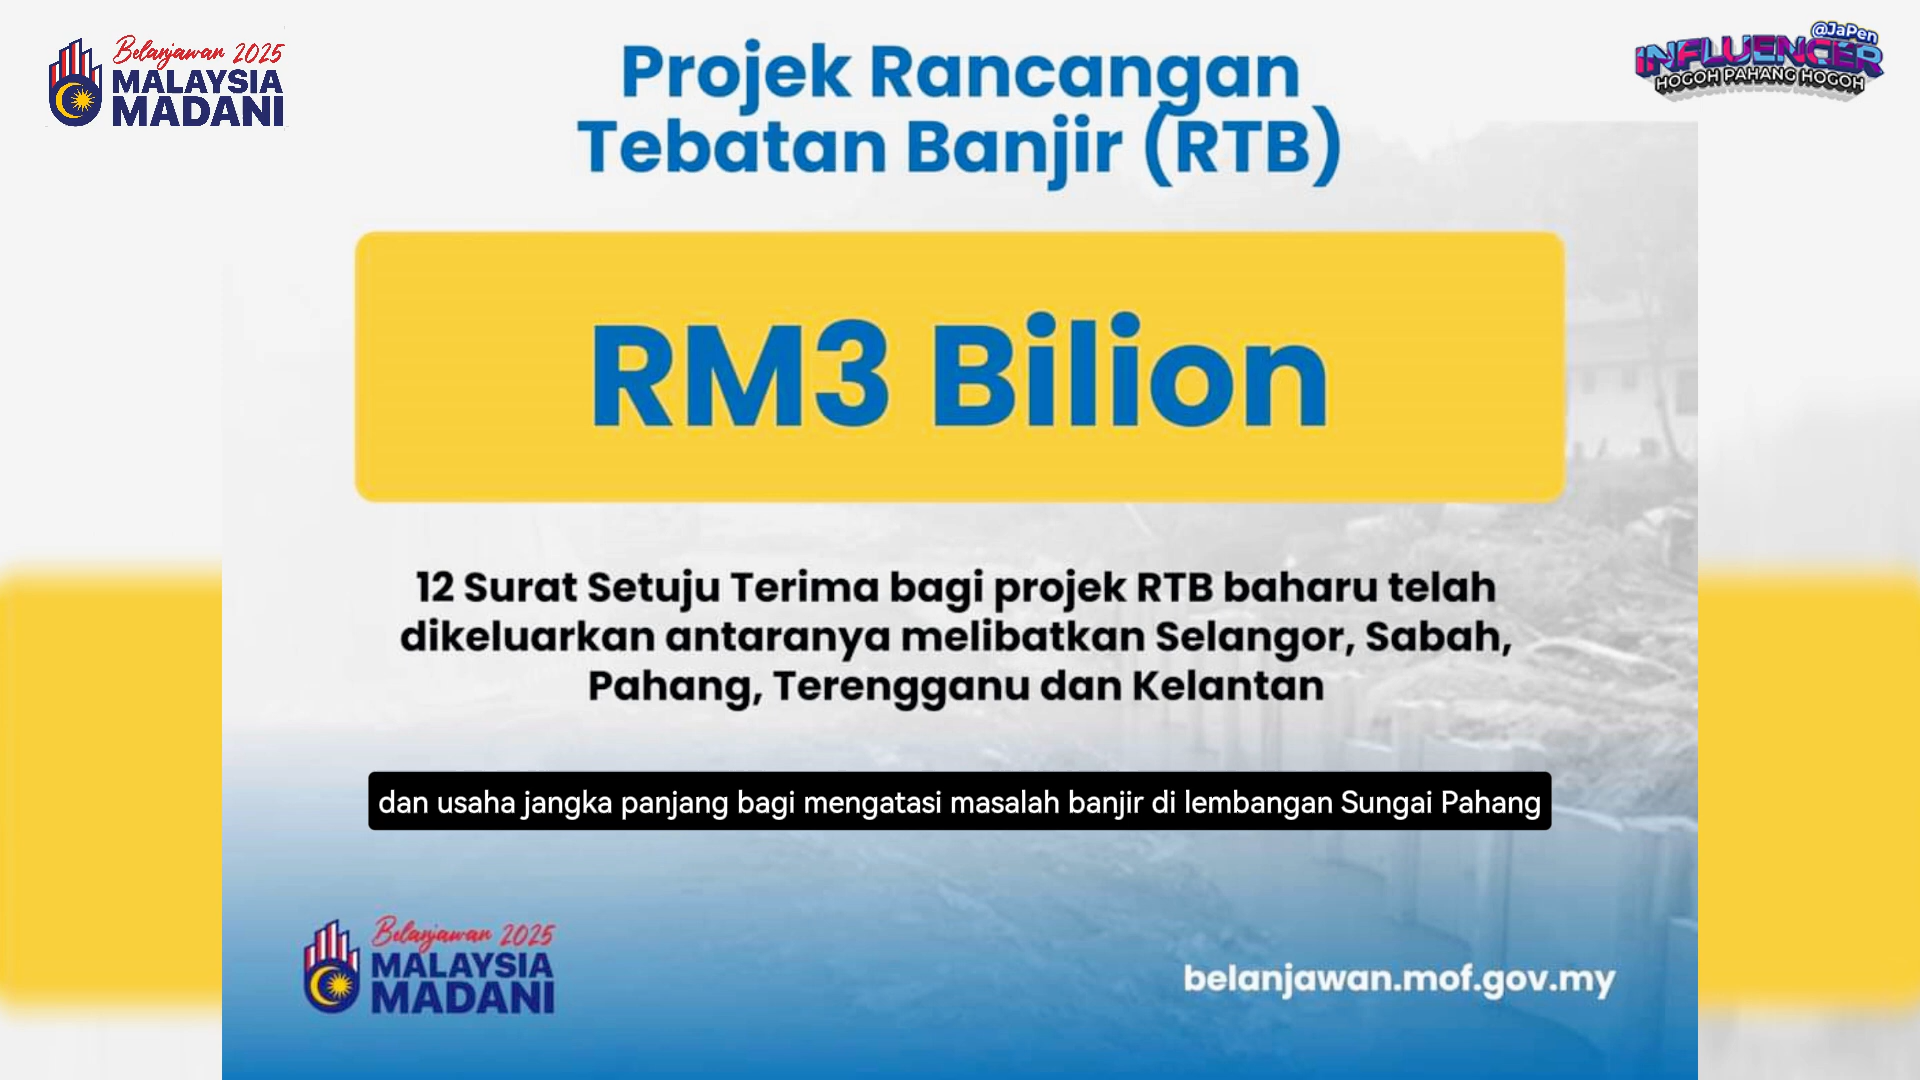 Belanjawan 2025
MALAYSIA
MADANI
@JaPen
INFLUENCER
HOGOH PAHANG HOGOH
Projek Rancangan
Tebatan Banjir (RTB)
RM3 Bilion
12 Surat Setuju Terima bagi projek RTB baharu telah
dikeluarkan antaranya melibatkan Selangor, Sabah,
Pahang, Terengganu dan Kelantan
dan usaha jangka panjang bagi mengatasi masalah banjir di lembangan Sungai Pahang
Belanjawan 2025
MALAYSIA
MADANI
belanjawan.mof.gov.my